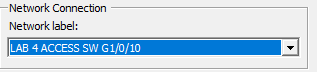 Network Connection
Network label:
LAB 4 ACCESS SW G1/0/10